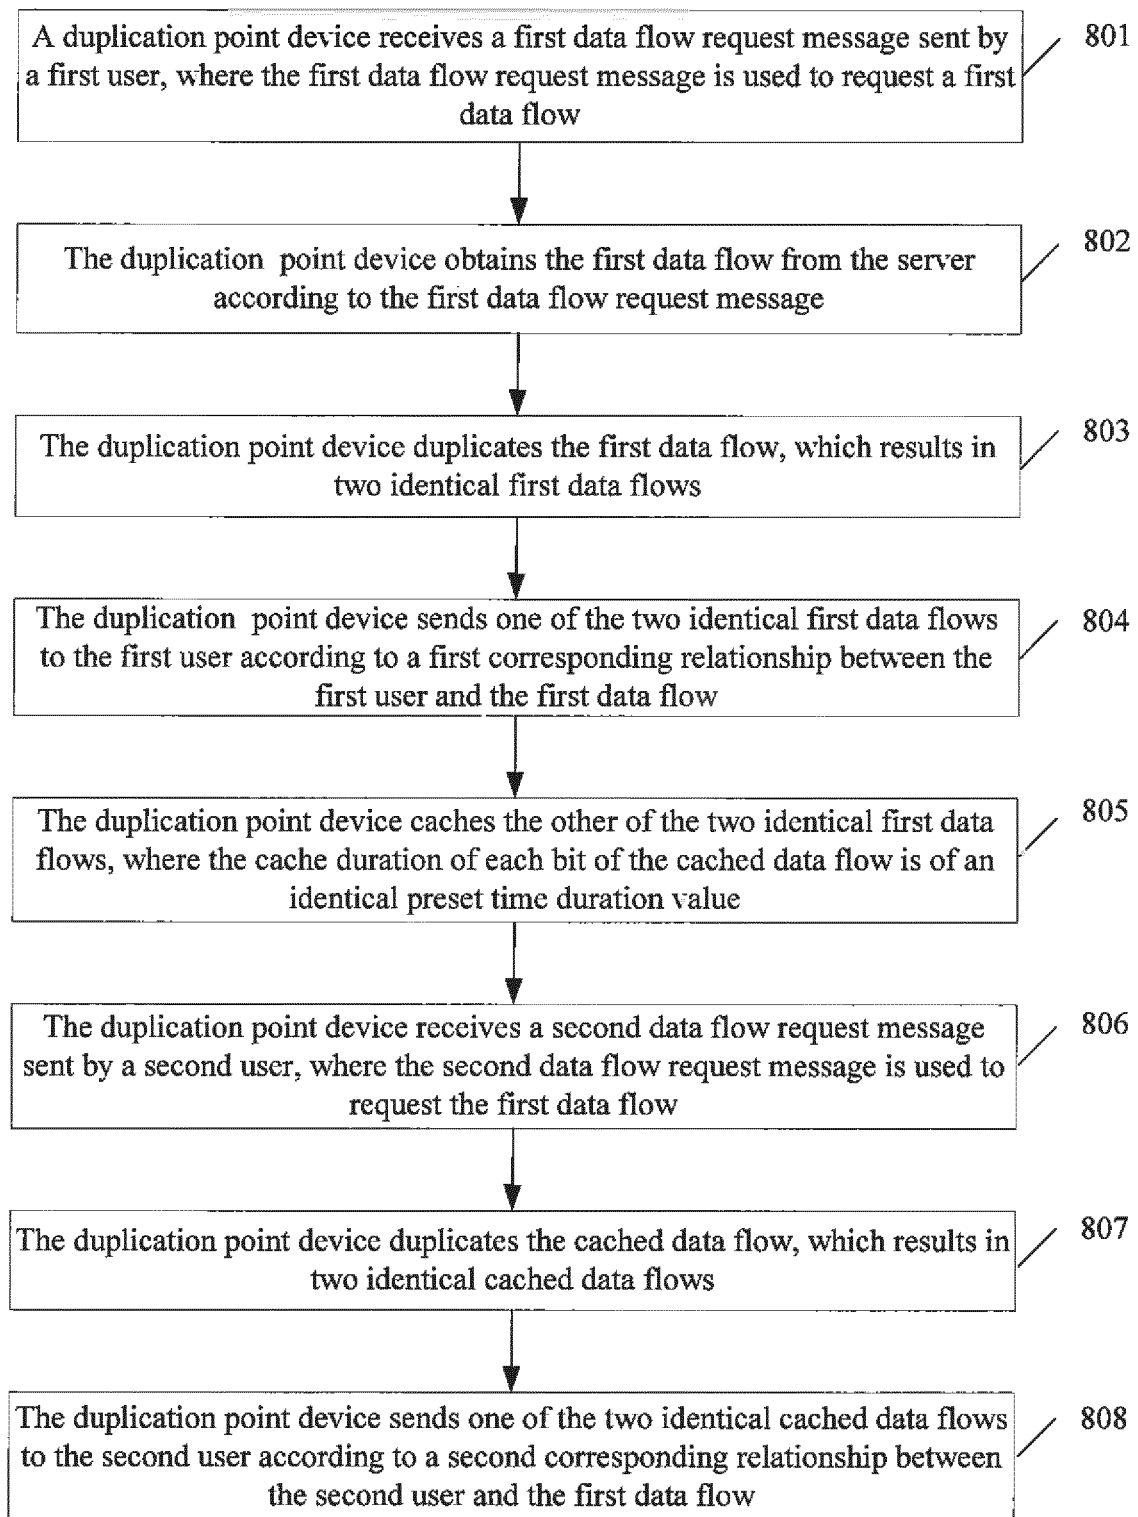 A duplication point device receives a first data flow request message sent by
a first user, where the first data flow request message is used to request a first
data flow
801
The duplication point device obtains the first data flow from the server
according to the first data flow request message
802
The duplication point device duplicates the first data flow, which results in
two identical first data flows
803
The duplication point device sends one of the two identical first data flows
to the first user according to a first corresponding relationship between the
first user and the first data flow
804
The duplication point device caches the other of the two identical first data
flows, where the cache duration of each bit of the cached data flow is of an
identical preset time duration value
805
The duplication point device receives a second data flow request message
sent by a second user, where the second data flow request message is used to
request the first data flow
806
The duplication point device duplicates the cached data flow, which results in
two identical cached data flows
807
The duplication point device sends one of the two identical cached data flows
to the second user according to a second corresponding relationship between
the second user and the first data flow
808